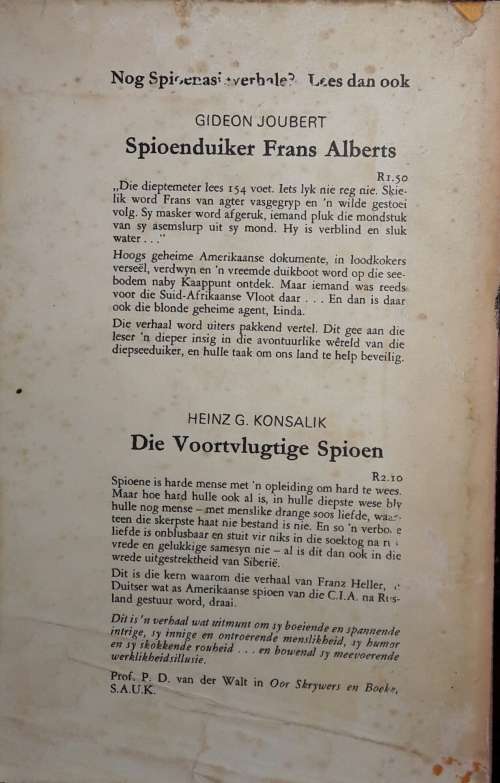 Nog Spioenasieverhale? Lees dan ook
GIDEON JOUBERT
Spioenduiker Frans Alberts
R1.50
„Die dieptemeter lees 154 voet. Iets lyk nie reg nie. Skie-
lik word Frans van agter vasgegryp en 'n wilde gestoei
volg. Sy masker word afgeruk, iemand pluk die mondstuk
van sy asemslurp uit sy mond. Hy is verblind en sluk
water . . ."
Hoogs geheime Amerikaanse dokumente, in loodkokers
verseël, verdwyn en 'n vreemde duikboot word op die see-
bodem naby Kaappunt ontdek. Maar iemand was reeds
voor die Suid-Afrikaanse Vloot daar . . . En dan is daar
ook die blonde geheime agent, Linda.
Die verhaal word uiters pakkend vertel. Dit gee aan die
leser 'n dieper insig in die avontuurlike wêreld van die
diepseeduiker, en hulle taak om ons land te help beveilig.
HEINZ G. KONSALIK
Die Voortvlugtige Spioen
R2.10
Spioene is harde mense met 'n opleiding om hard te wees.
Maar hoe hard hulle ook al is, in hulle diepste wese bly
hulle nog mense – met menslike drange soos liefde, waar-
teen die skerpste haat nie bestand is nie. En so 'n verbode
liefde is onblusbaar en stuit vir niks in die soektog na
vrede en gelukkige samesyn nie – al is dit dan ook in die
wrede uitgestrektheid van Siberië.
Dit is die kern waarom die verhaal van Franz Heller,
Duitser wat as Amerikaanse spioen van die C.I.A. na Rus-
land gestuur word, draai.
Dit is 'n verhaal wat uitmunt om sy boeiende en spannende
intrige, sy innige en ontroerende menslikheid, sy humor
en sy skokkende rouheid . . . en bowenal sy meevoerende
werklikheidsillusie.
Prof. P. D. van der Walt in Oor Skrywers en Boeke,
S.A.U.K.